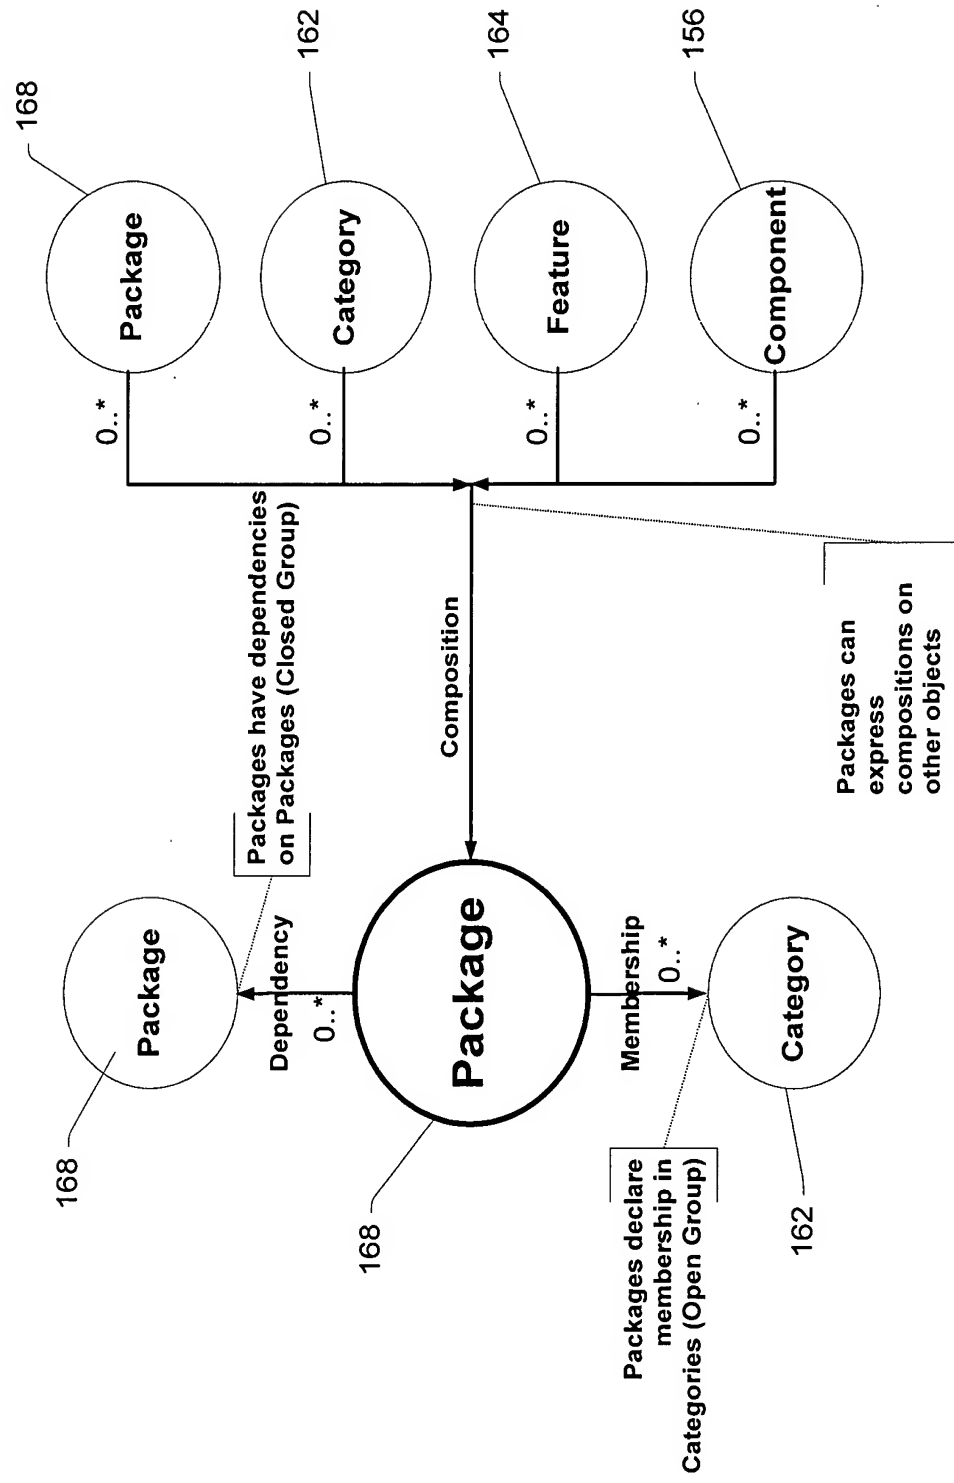 168
Package
0..*
162
Category
0..*
164
Feature
0..*
156
Component
0..*
Packages have dependencies
on Packages (Closed Group)
Composition
Packages can
express
compositions on
other objects
168
Package
Dependency
0..*
168
Package
Membership
0..*
Packages declare
membership in
Categories (Open Group)
162
Category